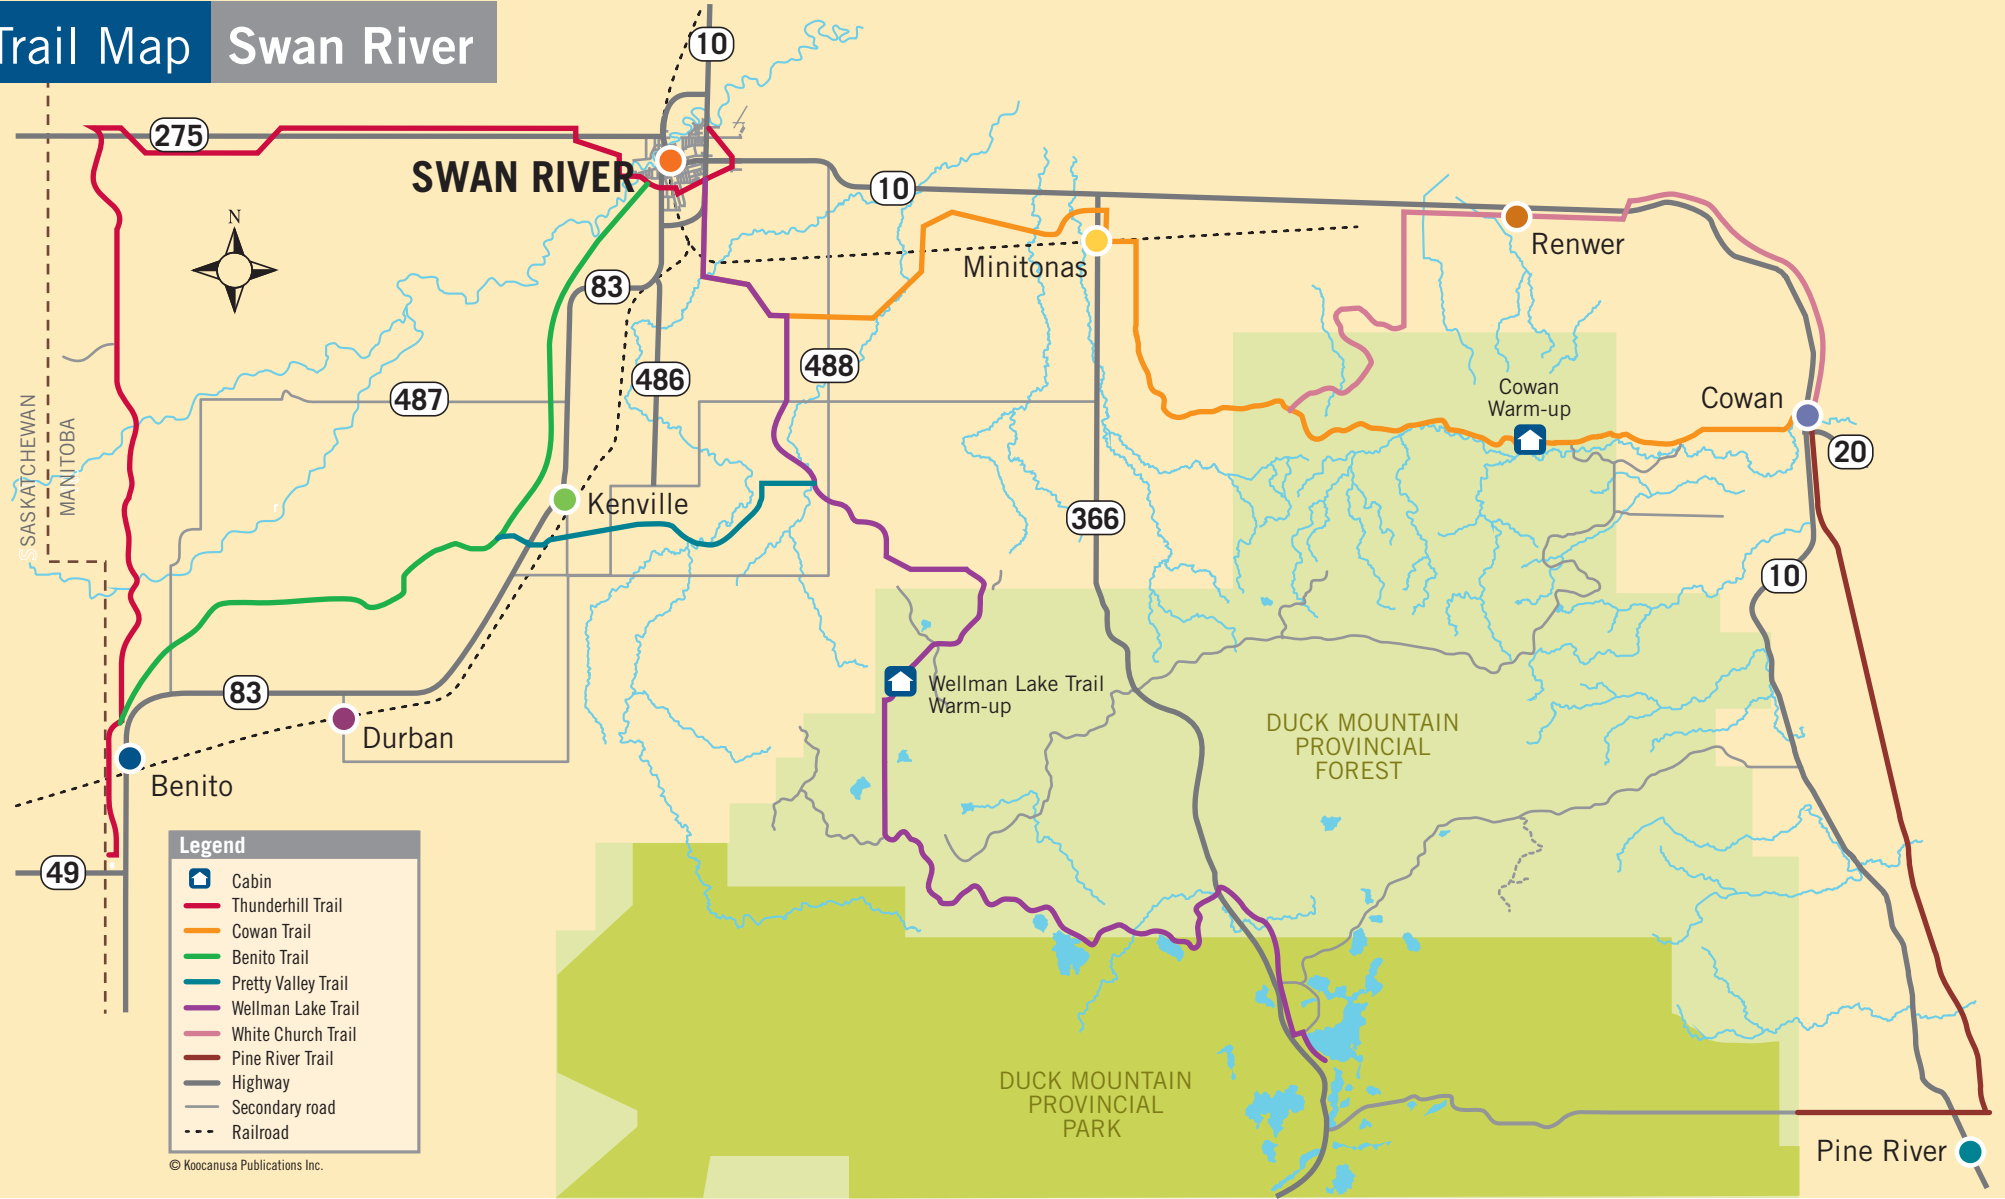 Trail Map Swan River
10
275
SWAN RIVER
N
10
Renwer
Minitonas
83
488
486
487
Cowan
Warm-up
Cowan
20
SASKATCHEWAN
MANITOBA
Kenville
366
10
83
Wellman Lake Trail
Warm-up
Durban
DUCK MOUNTAIN
PROVINCIAL
FOREST
Benito
49
Legend
Cabin
Thunderhill Trail
Cowan Trail
Benito Trail
Pretty Valley Trail
Wellman Lake Trail
White Church Trail
Pine River Trail
Highway
Secondary road
Railroad
© Koocanusa Publications Inc.
DUCK MOUNTAIN
PROVINCIAL
PARK
Pine River